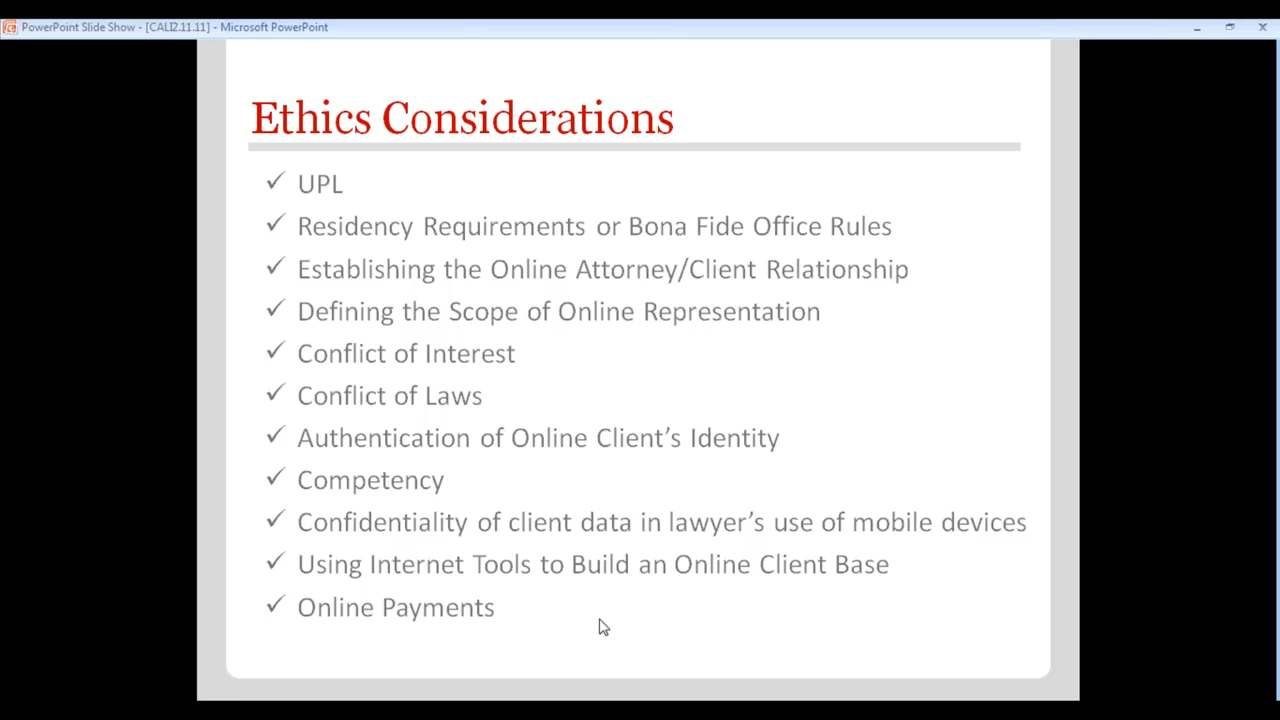 PowerPoint Slide Show - [CALI2.11.11] - Microsoft PowerPoint
Ethics Considerations
✓ UPL
✓ Residency Requirements or Bona Fide Office Rules
✓ Establishing the Online Attorney/Client Relationship
✓ Defining the Scope of Online Representation
✓ Conflict of Interest
✓ Conflict of Laws
✓ Authentication of Online Client’s Identity
✓ Competency
✓ Confidentiality of client data in lawyer’s use of mobile devices
✓ Using Internet Tools to Build an Online Client Base
✓ Online Payments